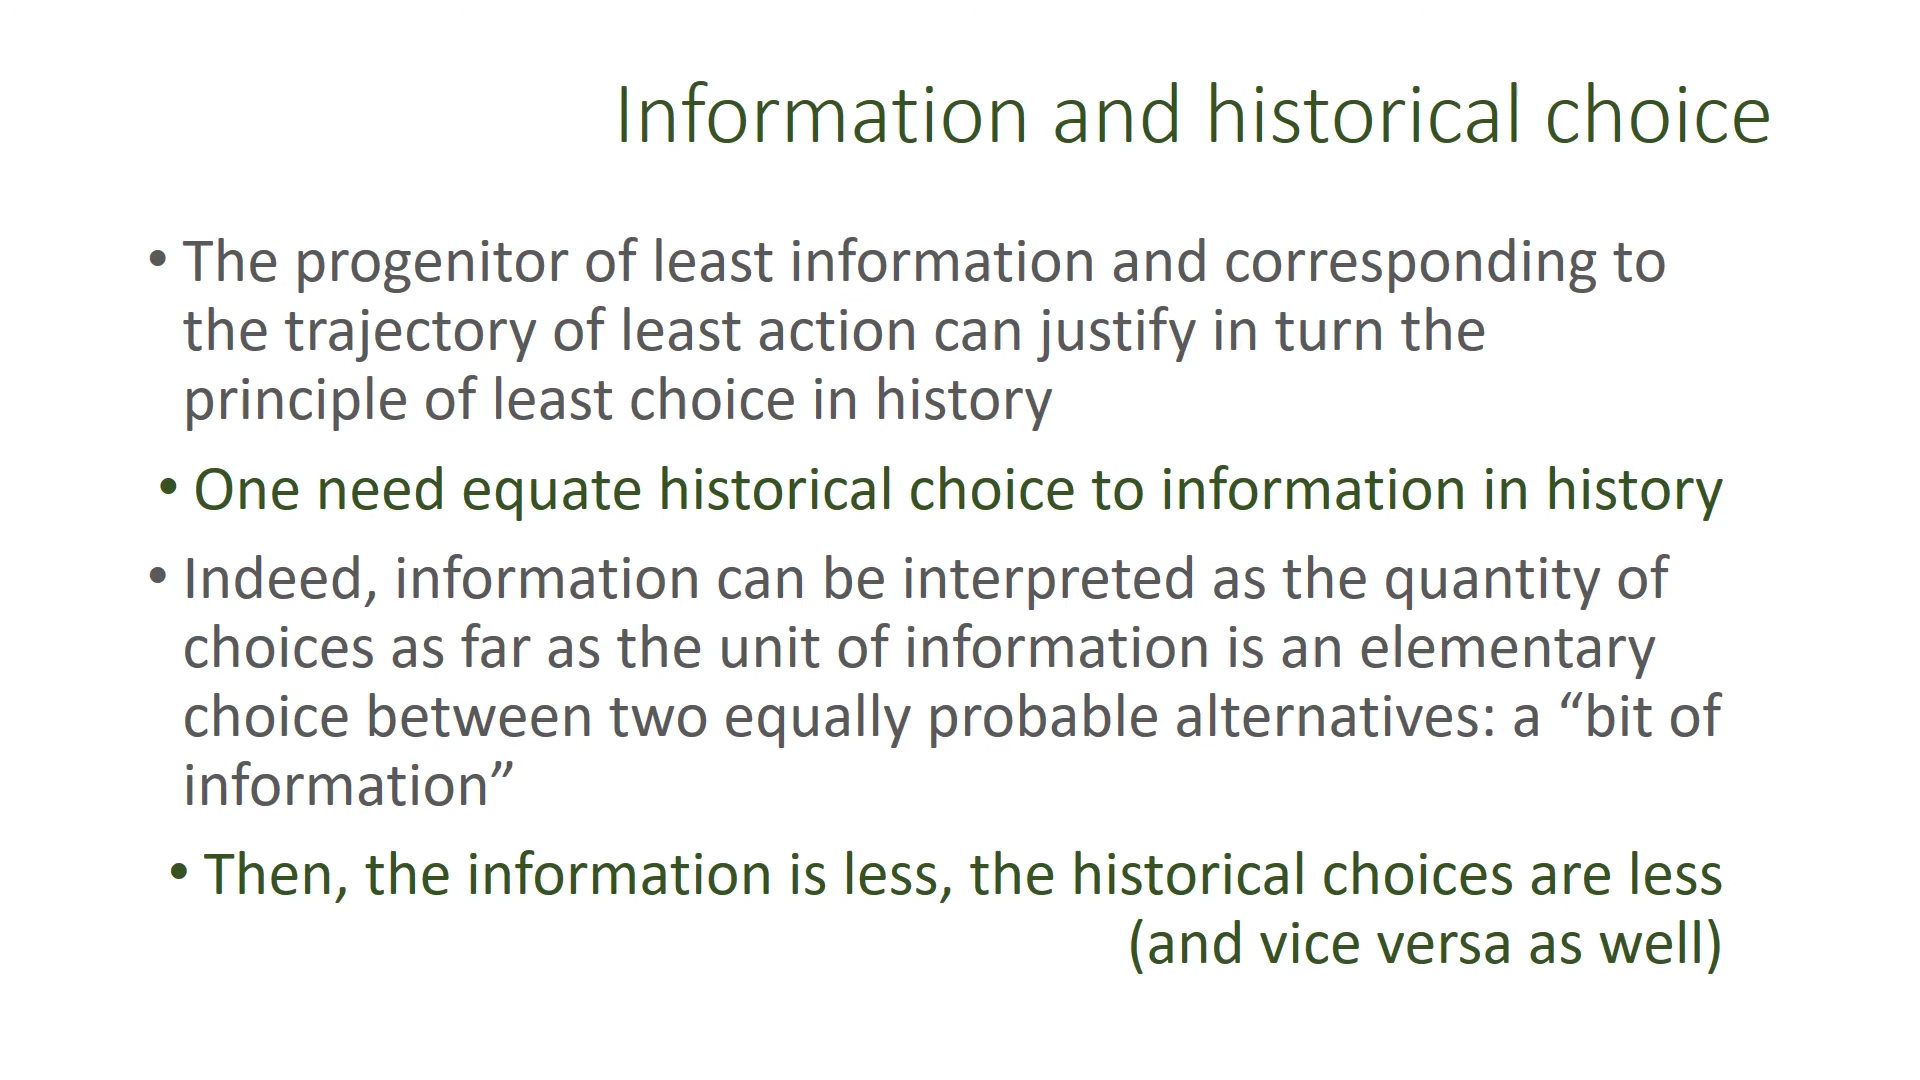 Information and historical choice
• The progenitor of least information and corresponding to
the trajectory of least action can justify in turn the
principle of least choice in history
• One need equate historical choice to information in history
• Indeed, information can be interpreted as the quantity of
choices as far as the unit of information is an elementary
choice between two equally probable alternatives: a “bit of
information”
• Then, the information is less, the historical choices are less
(and vice versa as well)